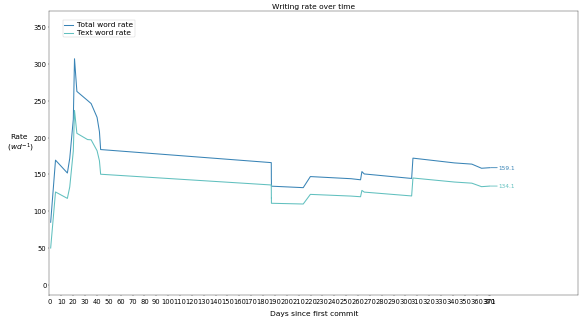 Writing rate over time
Total word rate
Text word rate
350
300
250
200
150
100
50
0
Rate
(wd⁻¹)
159.1
134.1
0 10 20 30 40 50 60 70 80 90 100 110 120 130 140 150 160 170 180 190 200 210 220 230 240 250 260 270 280 290 300 310 320 330 340 350 360 370
Days since first commit